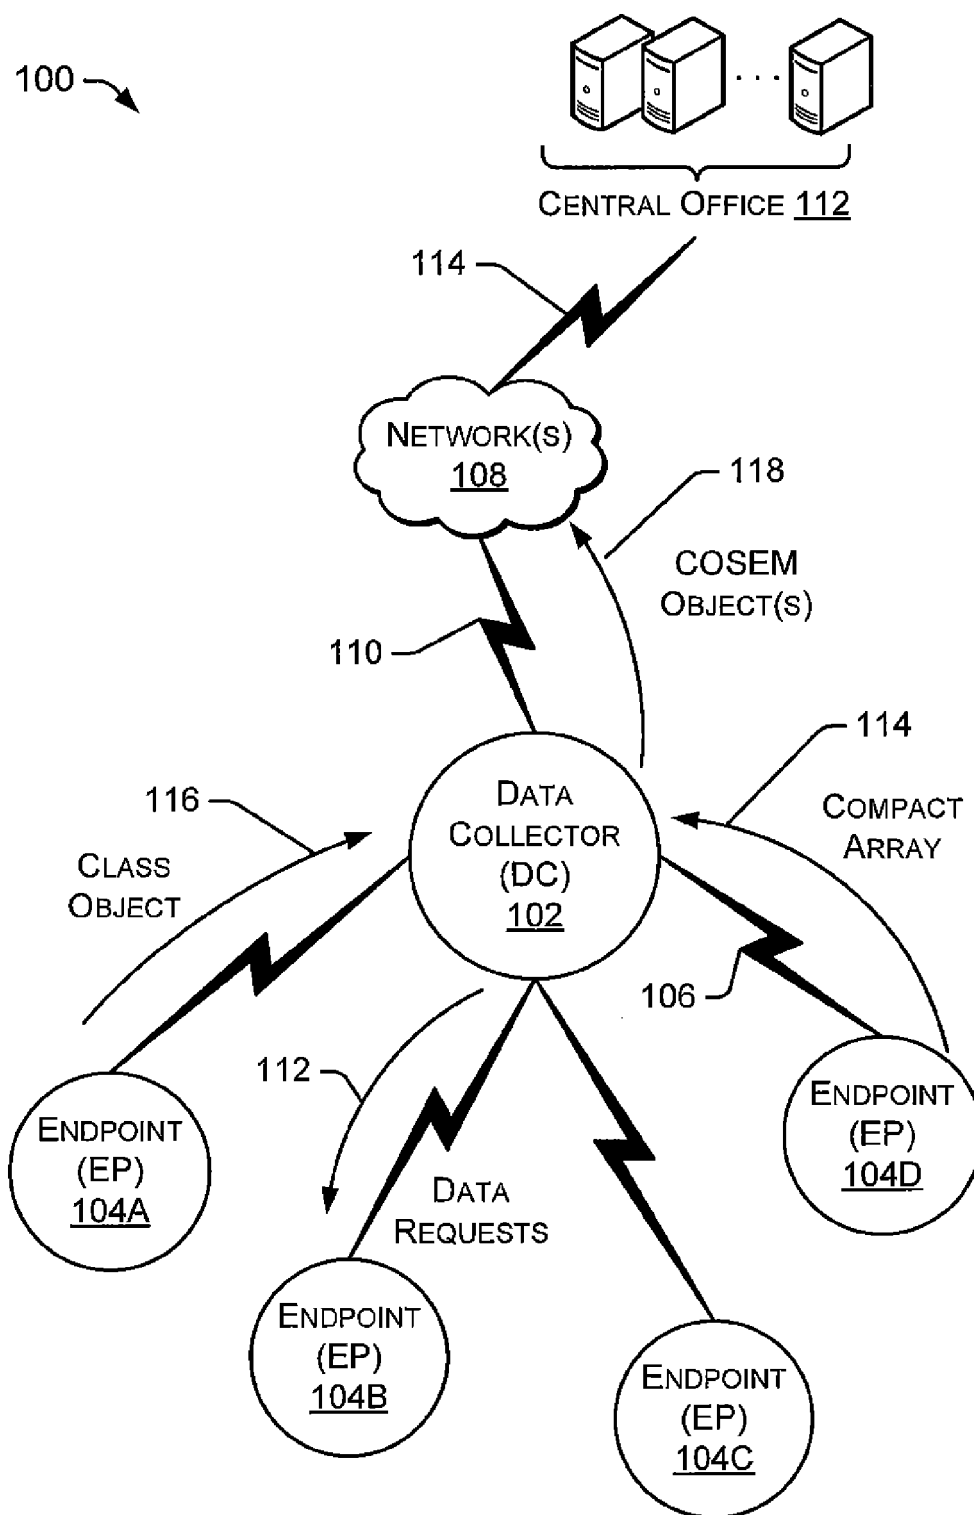 100
· · ·
CENTRAL OFFICE 112
114
NETWORK(S)
108
118
COSEM
OBJECT(S)
110
114
COMPACT
ARRAY
116
CLASS
OBJECT
DATA
COLLECTOR
(DC)
102
106
112
ENDPOINT
(EP)
104A
DATA
REQUESTS
ENDPOINT
(EP)
104D
ENDPOINT
(EP)
104B
ENDPOINT
(EP)
104C